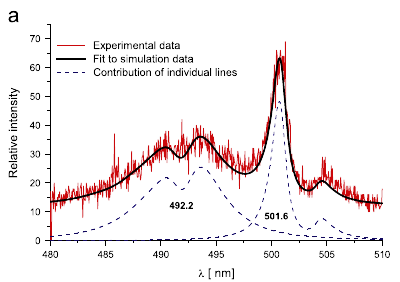 a
Experimental data
Fit to simulation data
Contribution of individual lines
Relative intensity
70
60
50
40
30
20
10
0
492.2
501.6
480
485
490
495
500
505
510
λ [ nm]